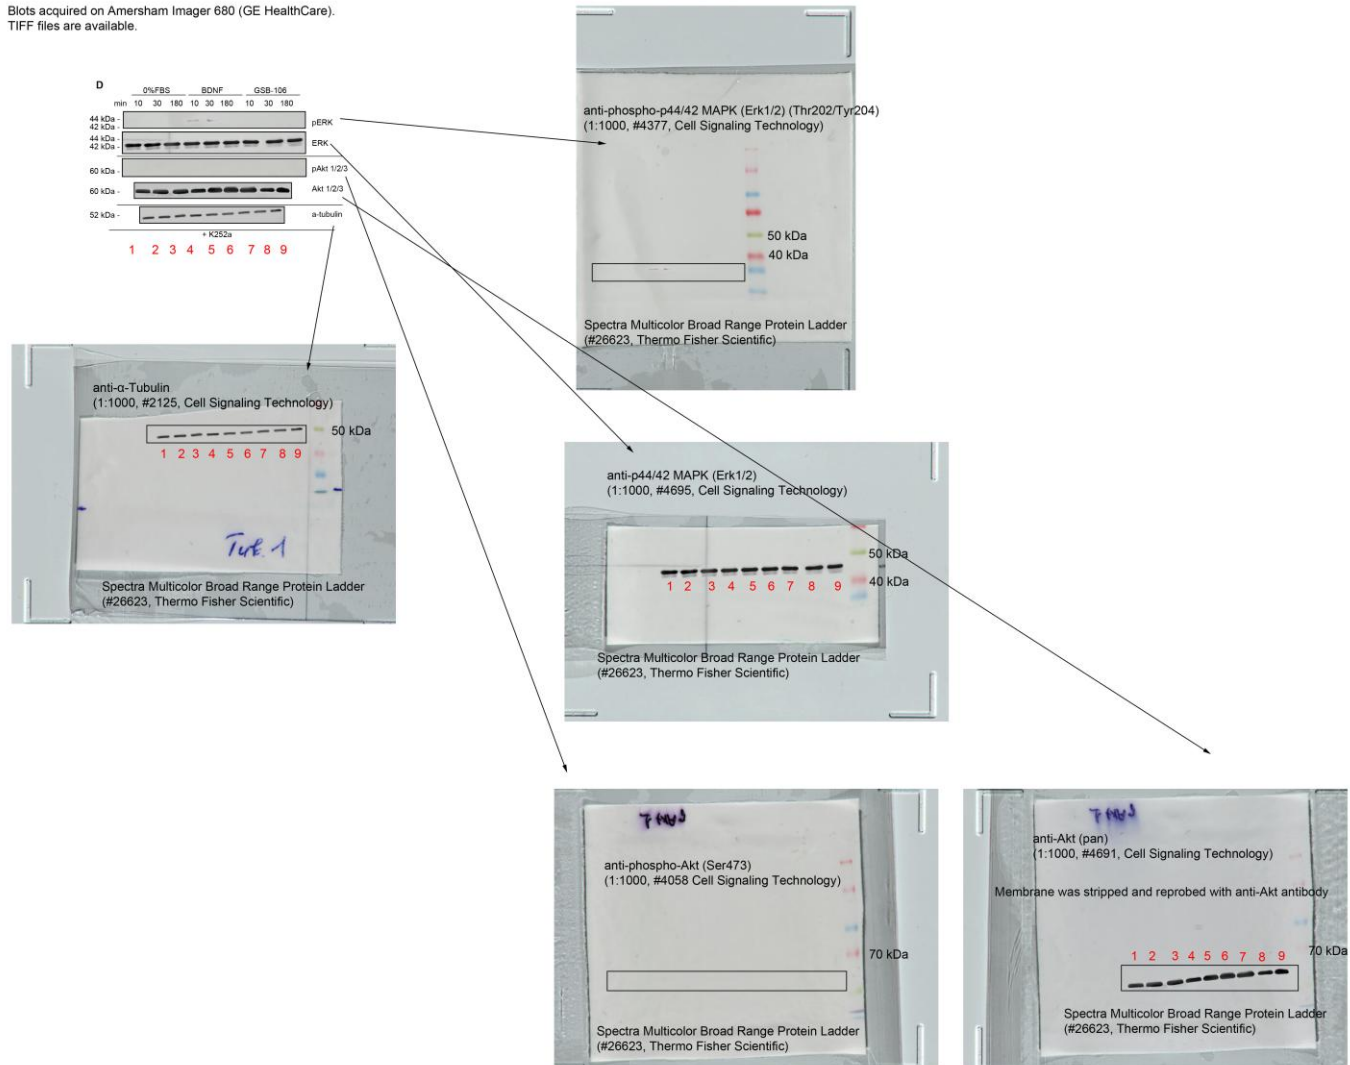 Blots acquired on Amersham Imager 680 (GE HealthCare).
TIFF files are available.
D
0%FBS BDNF GSB-106
min 10 30 180 10 30 180 10 30 180
44 kDa -
42 kDa -
pERK
44 kDa -
42 kDa -
ERK
60 kDa -
pAkt 1/2/3
60 kDa -
Akt 1/2/3
52 kDa -
α-tubulin
+ K252a
1 2 3 4 5 6 7 8 9
anti-phospho-p44/42 MAPK (Erk1/2) (Thr202/Tyr204)
(1:1000, #4377, Cell Signaling Technology)
50 kDa
40 kDa
Spectra Multicolor Broad Range Protein Ladder
(#26623, Thermo Fisher Scientific)
anti-α-Tubulin
(1:1000, #2125, Cell Signaling Technology)
50 kDa
1 2 3 4 5 6 7 8 9
Spectra Multicolor Broad Range Protein Ladder
(#26623, Thermo Fisher Scientific)
anti-p44/42 MAPK (Erk1/2)
(1:1000, #4695, Cell Signaling Technology)
50 kDa
40 kDa
1 2 3 4 5 6 7 8 9
Spectra Multicolor Broad Range Protein Ladder
(#26623, Thermo Fisher Scientific)
anti-phospho-Akt (Ser473)
(1:1000, #4058 Cell Signaling Technology)
70 kDa
Spectra Multicolor Broad Range Protein Ladder
(#26623, Thermo Fisher Scientific)
anti-Akt (pan)
(1:1000, #4691, Cell Signaling Technology)
Membrane was stripped and reprobed with anti-Akt antibody
70 kDa
1 2 3 4 5 6 7 8 9
Spectra Multicolor Broad Range Protein Ladder
(#26623, Thermo Fisher Scientific)